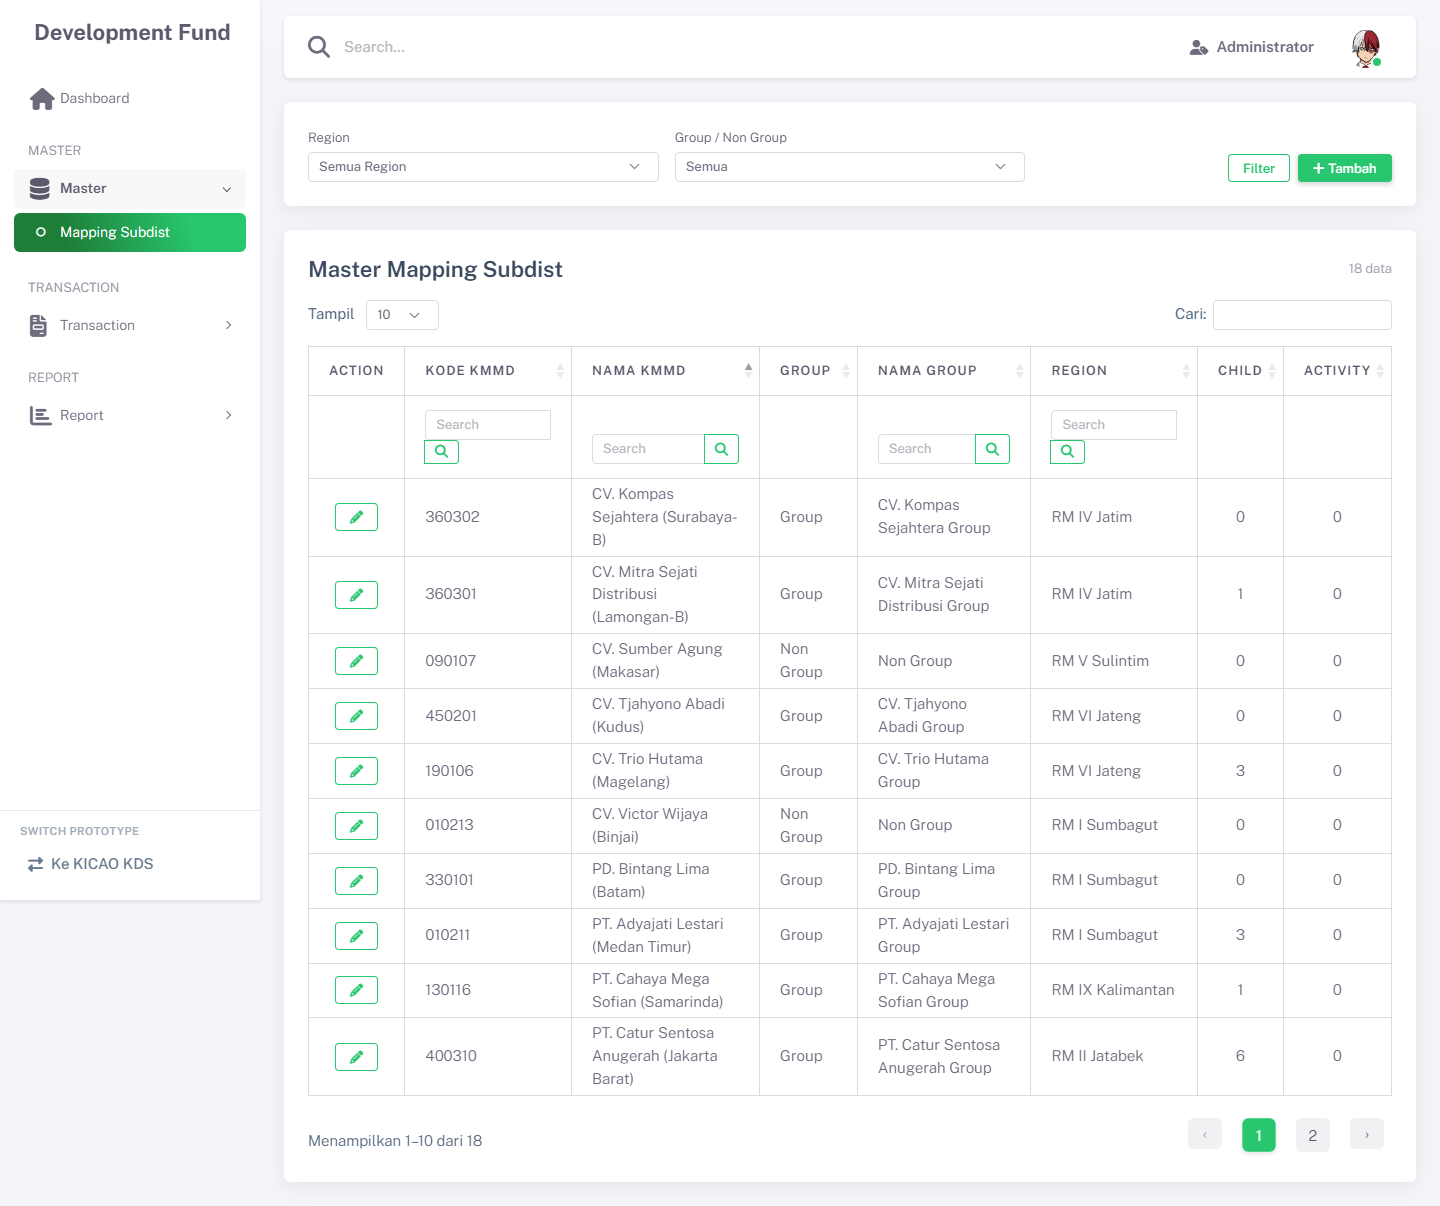 Development Fund
Search...
Administrator
Dashboard
MASTER
Master
Mapping Subdist
TRANSACTION
Transaction
REPORT
Report
SWITCH PROTOTYPE
Ke KICAO KDS
Region
Group / Non Group
Semua Region
Semua
Filter
Tambah
Master Mapping Subdist
18 data
Tampil 10
Cari:
ACTION KODE KMMD NAMA KMMD GROUP NAMA GROUP REGION CHILD ACTIVITY
Search Search Search Search
360302 CV. Kompas Sejahtera (Surabaya-B) Group CV. Kompas Sejahtera Group RM IV Jatim 0 0
360301 CV. Mitra Sejati Distribusi (Lamongan-B) Group CV. Mitra Sejati Distribusi Group RM IV Jatim 1 0
090107 CV. Sumber Agung (Makasar) Non Group Non Group RM V Sulintim 0 0
450201 CV. Tjahyono Abadi (Kudus) Group CV. Tjahyono Abadi Group RM VI Jateng 0 0
190106 CV. Trio Hutama (Magelang) Group CV. Trio Hutama Group RM VI Jateng 3 0
010213 CV. Victor Wijaya (Binjai) Non Group Non Group RM I Sumbagut 0 0
330101 PD. Bintang Lima (Batam) Group PD. Bintang Lima Group RM I Sumbagut 0 0
010211 PT. Adyajati Lestari (Medan Timur) Group PT. Adyajati Lestari Group RM I Sumbagut 3 0
130116 PT. Cahaya Mega Sofian (Samarinda) Group PT. Cahaya Mega Sofian Group RM IX Kalimantan 1 0
400310 PT. Catur Sentosa Anugerah (Jakarta Barat) Group PT. Catur Sentosa Anugerah Group RM II Jatabek 6 0
Menampilkan 1–10 dari 18
‹ 1 2 ›